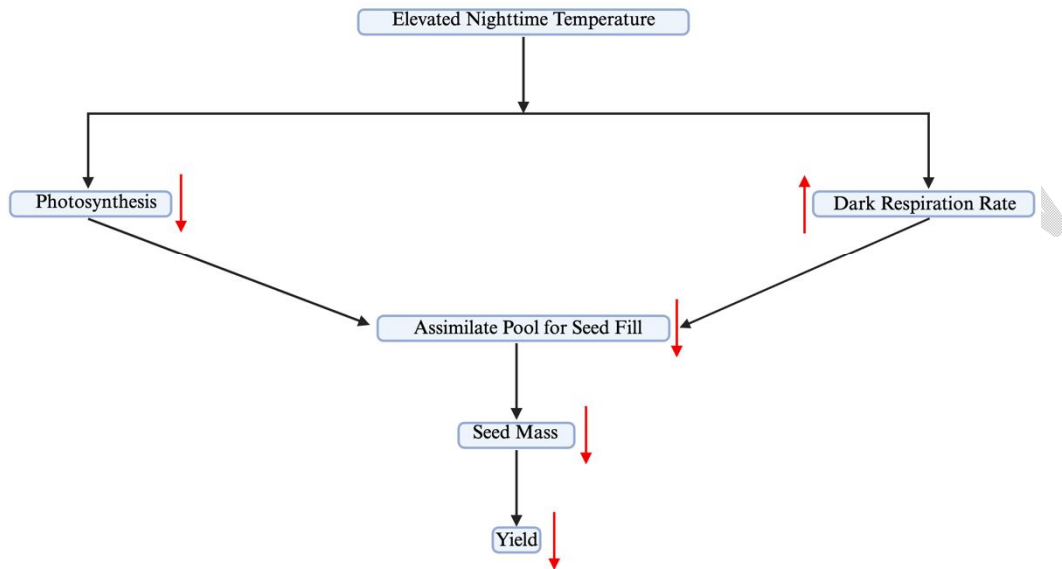 Elevated Nighttime Temperature
Photosynthesis
Dark Respiration Rate
Assimilate Pool for Seed Fill
Seed Mass
Yield